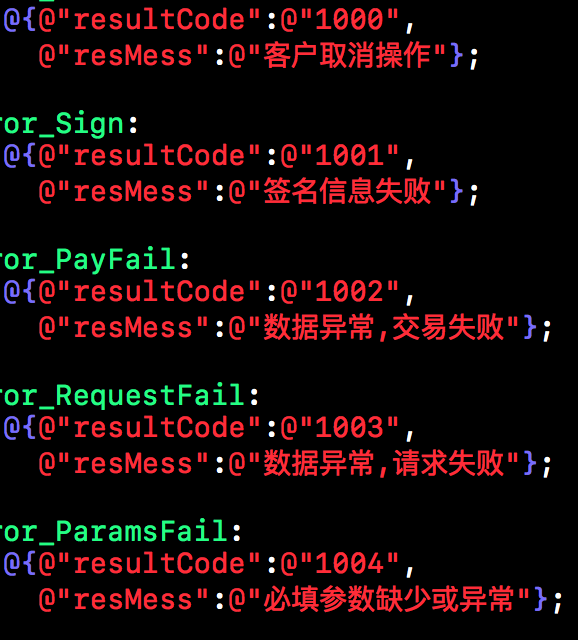 @{@"resultCode":@"1000",
@"resMess":@"客户取消操作"};
ror_Sign:
@{@"resultCode":@"1001",
@"resMess":@"签名信息失败"};
ror_PayFail:
@{@"resultCode":@"1002",
@"resMess":@"数据异常,交易失败"};
ror_RequestFail:
@{@"resultCode":@"1003",
@"resMess":@"数据异常,请求失败"};
ror_ParamsFail:
@{@"resultCode":@"1004",
@"resMess":@"必填参数缺少或异常"};